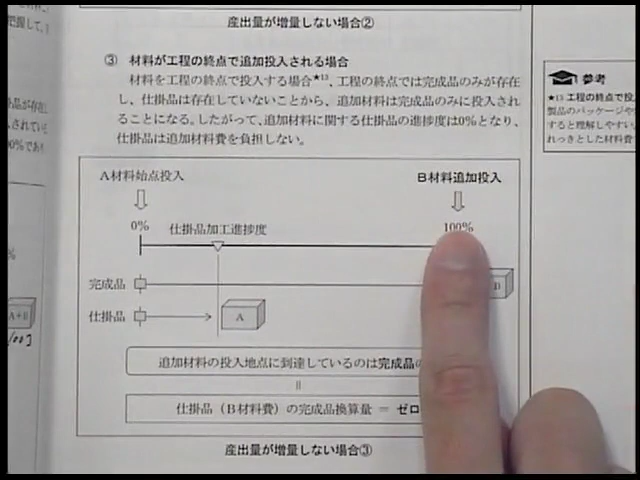 産出量が増量しない場合②
③ 材料が工程の終点で追加投入される場合
材料を工程の終点で投入する場合★13、工程の終点では完成品のみが存在
し、仕掛品は存在していないことから、追加材料は完成品のみに投入され
ることになる。したがって、追加材料に関する仕掛品の進捗度は0%となり、
仕掛品は追加材料費を負担しない。
A材料始点投入
B材料追加投入
0%
仕掛品加工進捗度
100%
完成品
仕掛品
A
追加材料の投入地点に到達しているのは完成品の
=
仕掛品(B材料費)の完成品換算量 = ゼロ
産出量が増量しない場合③
参考
★13 工程の終点で投
製品のパッケージや
すると理解しやすい
れっきとした材料費
A+B